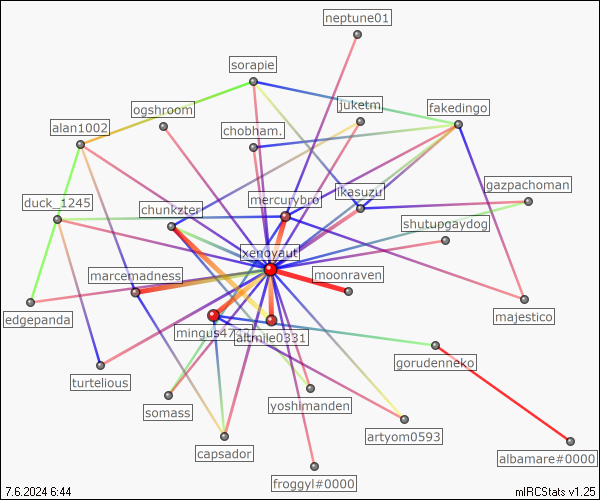 neptune01
sorapie
ogshroom
juketm
fakedingo
alan1002
chobham.
gazpachoman
duck_1245
chunkzter
mercurybro
ikasuzu
shutupgaydog
xenoyaut
marcemadness
moonraven
edgepanda
majestico
altmile0331
gorudenneko
turtelious
somass
yoshimanden
artyom0593
capsador
albamare#0000
froggyl#0000
7.6.2024 6:44
mIRCStats v1.25